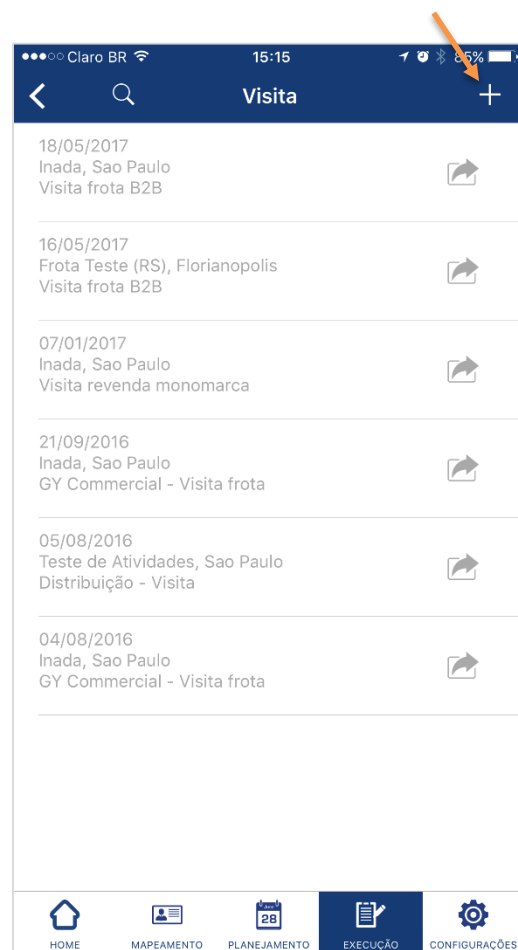 Claro BR 15:15 85%
Visita
18/05/2017
Inada, Sao Paulo
Visita frota B2B
16/05/2017
Frota Teste (RS), Florianopolis
Visita frota B2B
07/01/2017
Inada, Sao Paulo
Visita revenda monomarca
21/09/2016
Inada, Sao Paulo
GY Commercial - Visita frota
05/08/2016
Teste de Atividades, Sao Paulo
Distribuição - Visita
04/08/2016
Inada, Sao Paulo
GY Commercial - Visita frota
28
HOME MAPEAMENTO PLANEJAMENTO EXECUÇÃO CONFIGURAÇÕES